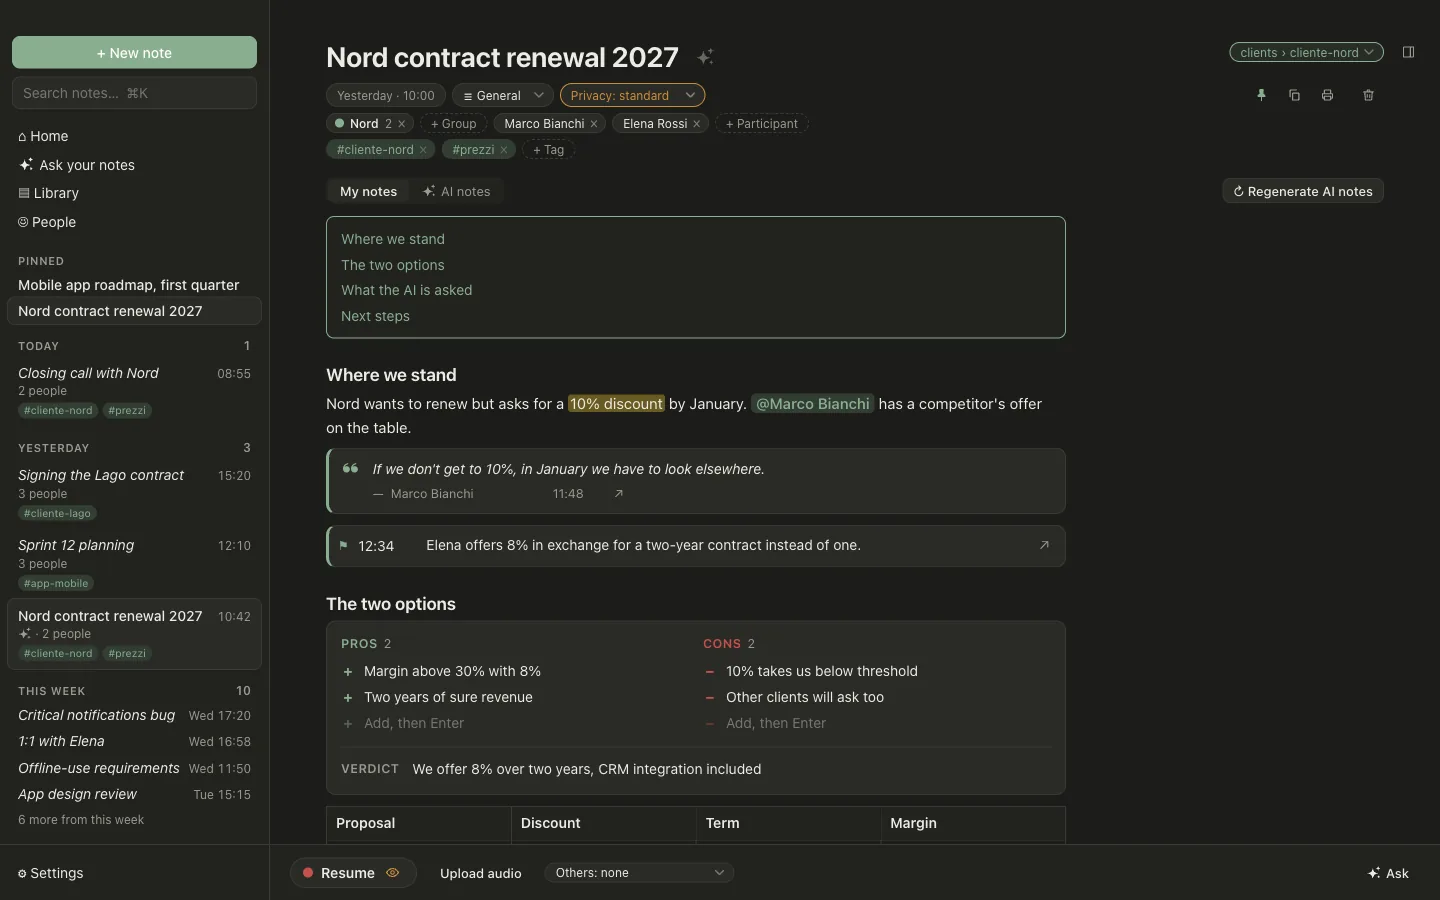 + New note
Search notes... ⌘K
Home
Ask your notes
Library
People
PINNED
Mobile app roadmap, first quarter
Nord contract renewal 2027
TODAY 1
Closing call with Nord 08:55
2 people
#cliente-nord #prezzi
YESTERDAY 3
Signing the Lago contract 15:20
3 people
#cliente-lago
Sprint 12 planning 12:10
3 people
#app-mobile
Nord contract renewal 2027 10:42
· 2 people
#cliente-nord #prezzi
THIS WEEK 10
Critical notifications bug Wed 17:20
1:1 with Elena Wed 16:58
Offline-use requirements Wed 11:50
App design review Tue 15:15
6 more from this week
Settings
Nord contract renewal 2027
clients › cliente-nord
Yesterday · 10:00 General Privacy: standard
Nord 2 × + Group Marco Bianchi × Elena Rossi × + Participant
#cliente-nord × #prezzi × + Tag
My notes AI notes
Regenerate AI notes
Where we stand
The two options
What the AI is asked
Next steps
Where we stand
Nord wants to renew but asks for a 10% discount by January. @Marco Bianchi has a competitor's offer
on the table.
If we don't get to 10%, in January we have to look elsewhere.
— Marco Bianchi 11:48 ↗
12:34 Elena offers 8% in exchange for a two-year contract instead of one. ↗
The two options
PROS 2 CONS 2
+ Margin above 30% with 8% − 10% takes us below threshold
+ Two years of sure revenue − Other clients will ask too
+ Add, then Enter − Add, then Enter
VERDICT We offer 8% over two years, CRM integration included
Proposal Discount Term Margin
Resume Upload audio Others: none Ask